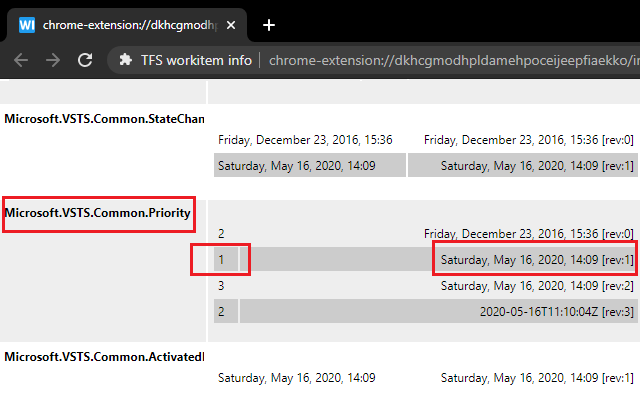 WI chrome-extension://dkhcgmodhp
TFS workitem info chrome-extension://dkhcgmodhpldamehpoceijeepfiaekko/in
Microsoft.VSTS.Common.StateChan
Friday, December 23, 2016, 15:36 Friday, December 23, 2016, 15:36 [rev:0]
Saturday, May 16, 2020, 14:09 Saturday, May 16, 2020, 14:09 [rev:1]
Microsoft.VSTS.Common.Priority
2 Friday, December 23, 2016, 15:36 [rev:0]
1 Saturday, May 16, 2020, 14:09 [rev:1]
3 Saturday, May 16, 2020, 14:09 [rev:2]
2 2020-05-16T11:10:04Z [rev:3]
Microsoft.VSTS.Common.ActivatedI
Saturday, May 16, 2020, 14:09 Saturday, May 16, 2020, 14:09 [rev:1]